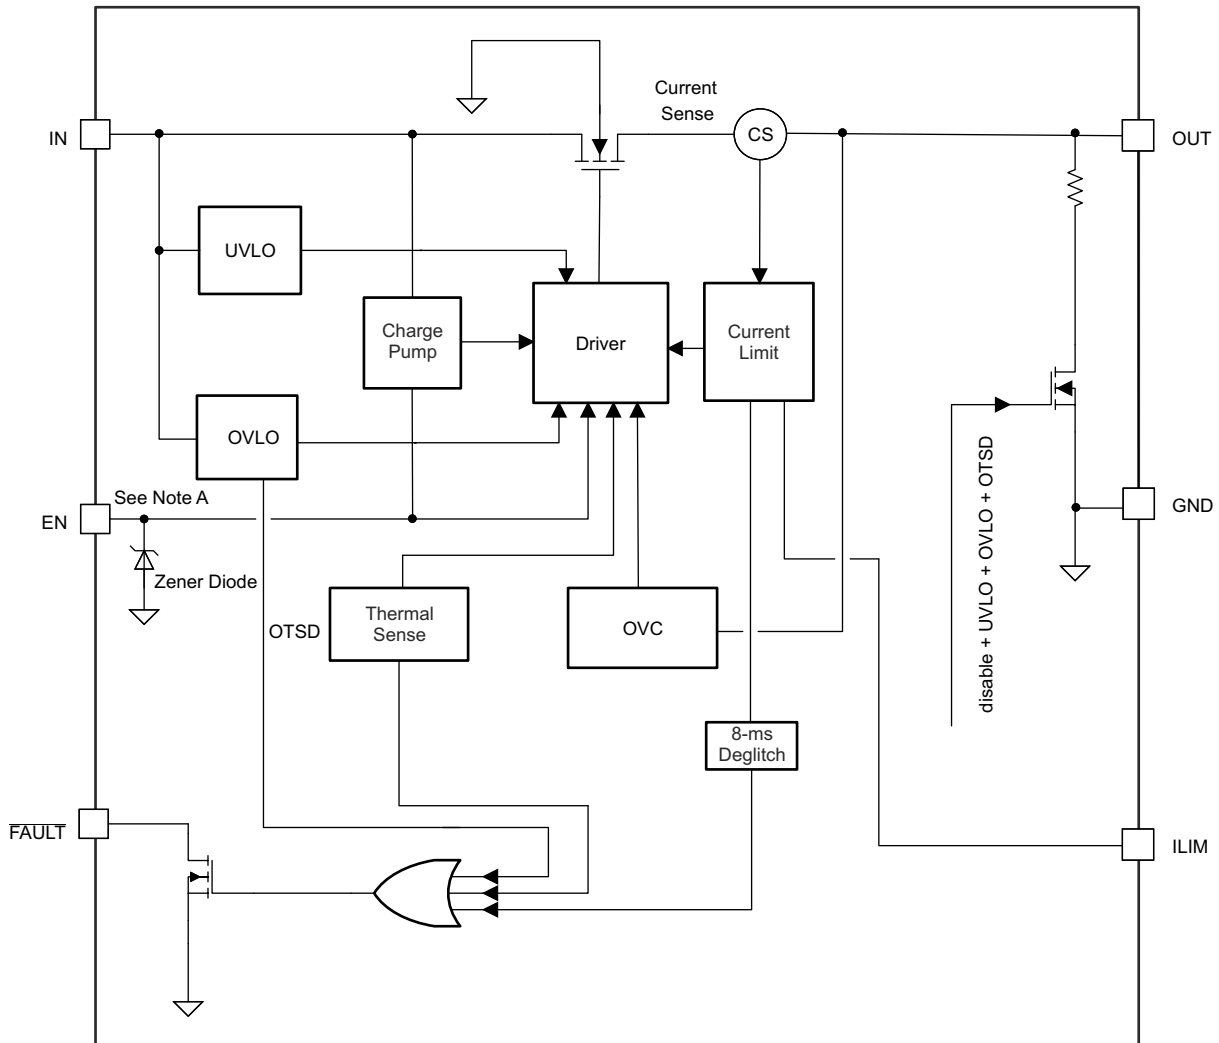 Current
Sense
CS
IN
OUT
UVLO
Charge
Pump
Driver
Current
Limit
OVLO
See Note A
EN
GND
Zener Diode
disable + UVLO + OVLO + OTSD
OTSD
Thermal
Sense
OVC
8-ms
Deglitch
FAULT
ILIM